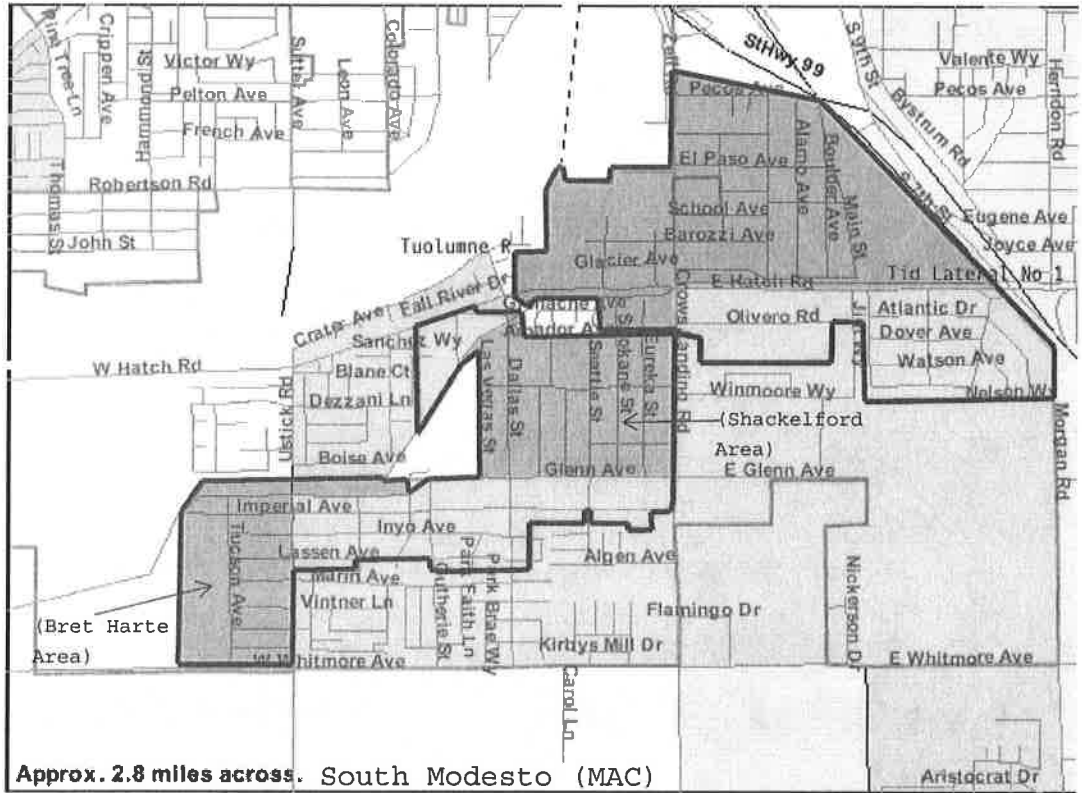 Pine Tree Ln
Crippen Ave
Hammond St
Victor Wy
Pelton Ave
French Ave
Sutter Ave
Leon Ave
Colorado Ave
Robertson Rd
Thomas St
John St
StHwy 99
S 9th St
Bystrum Rd
Valente Wy
Pecos Ave
Herndon Rd
Pecos Ave
El Paso Ave
Alamo Ave
Boulder Ave
Main St
S 7th St
School Ave
Barozzi Ave
Eugene Ave
Joyce Ave
Tuolumne R
Glacier Ave
E Hatch Rd
Tid Lateral No 1
Crater Ave
Fall River Dr
Grenache Ave
Amador Ave
Crows Landing Rd
Olivero Rd
Atlantic Dr
Dover Ave
Watson Ave
Nelson Wy
Sanchez Wy
W Hatch Rd
Blane Ct
Dezzani Ln
Ustick Rd
Boise Ave
Las Vegas St
Dallas St
Seattle St
Spokane St
Eureka St
Winmoore Wy
(Shackelford
Area)
Glenn Ave
E Glenn Ave
Morgan Rd
Imperial Ave
Inyo Ave
Tucson Ave
Lassen Ave
Marin Ave
Vintner Ln
Gutherie St
Park Brae Wy
Algen Ave
Flamingo Dr
Kirbys Mill Dr
Nickerson Dr
(Bret Harte
Area)
W Whitmore Ave
E Whitmore Ave
Carol Ln
Aristocrat Dr
Approx. 2.8 miles across. South Modesto (MAC)